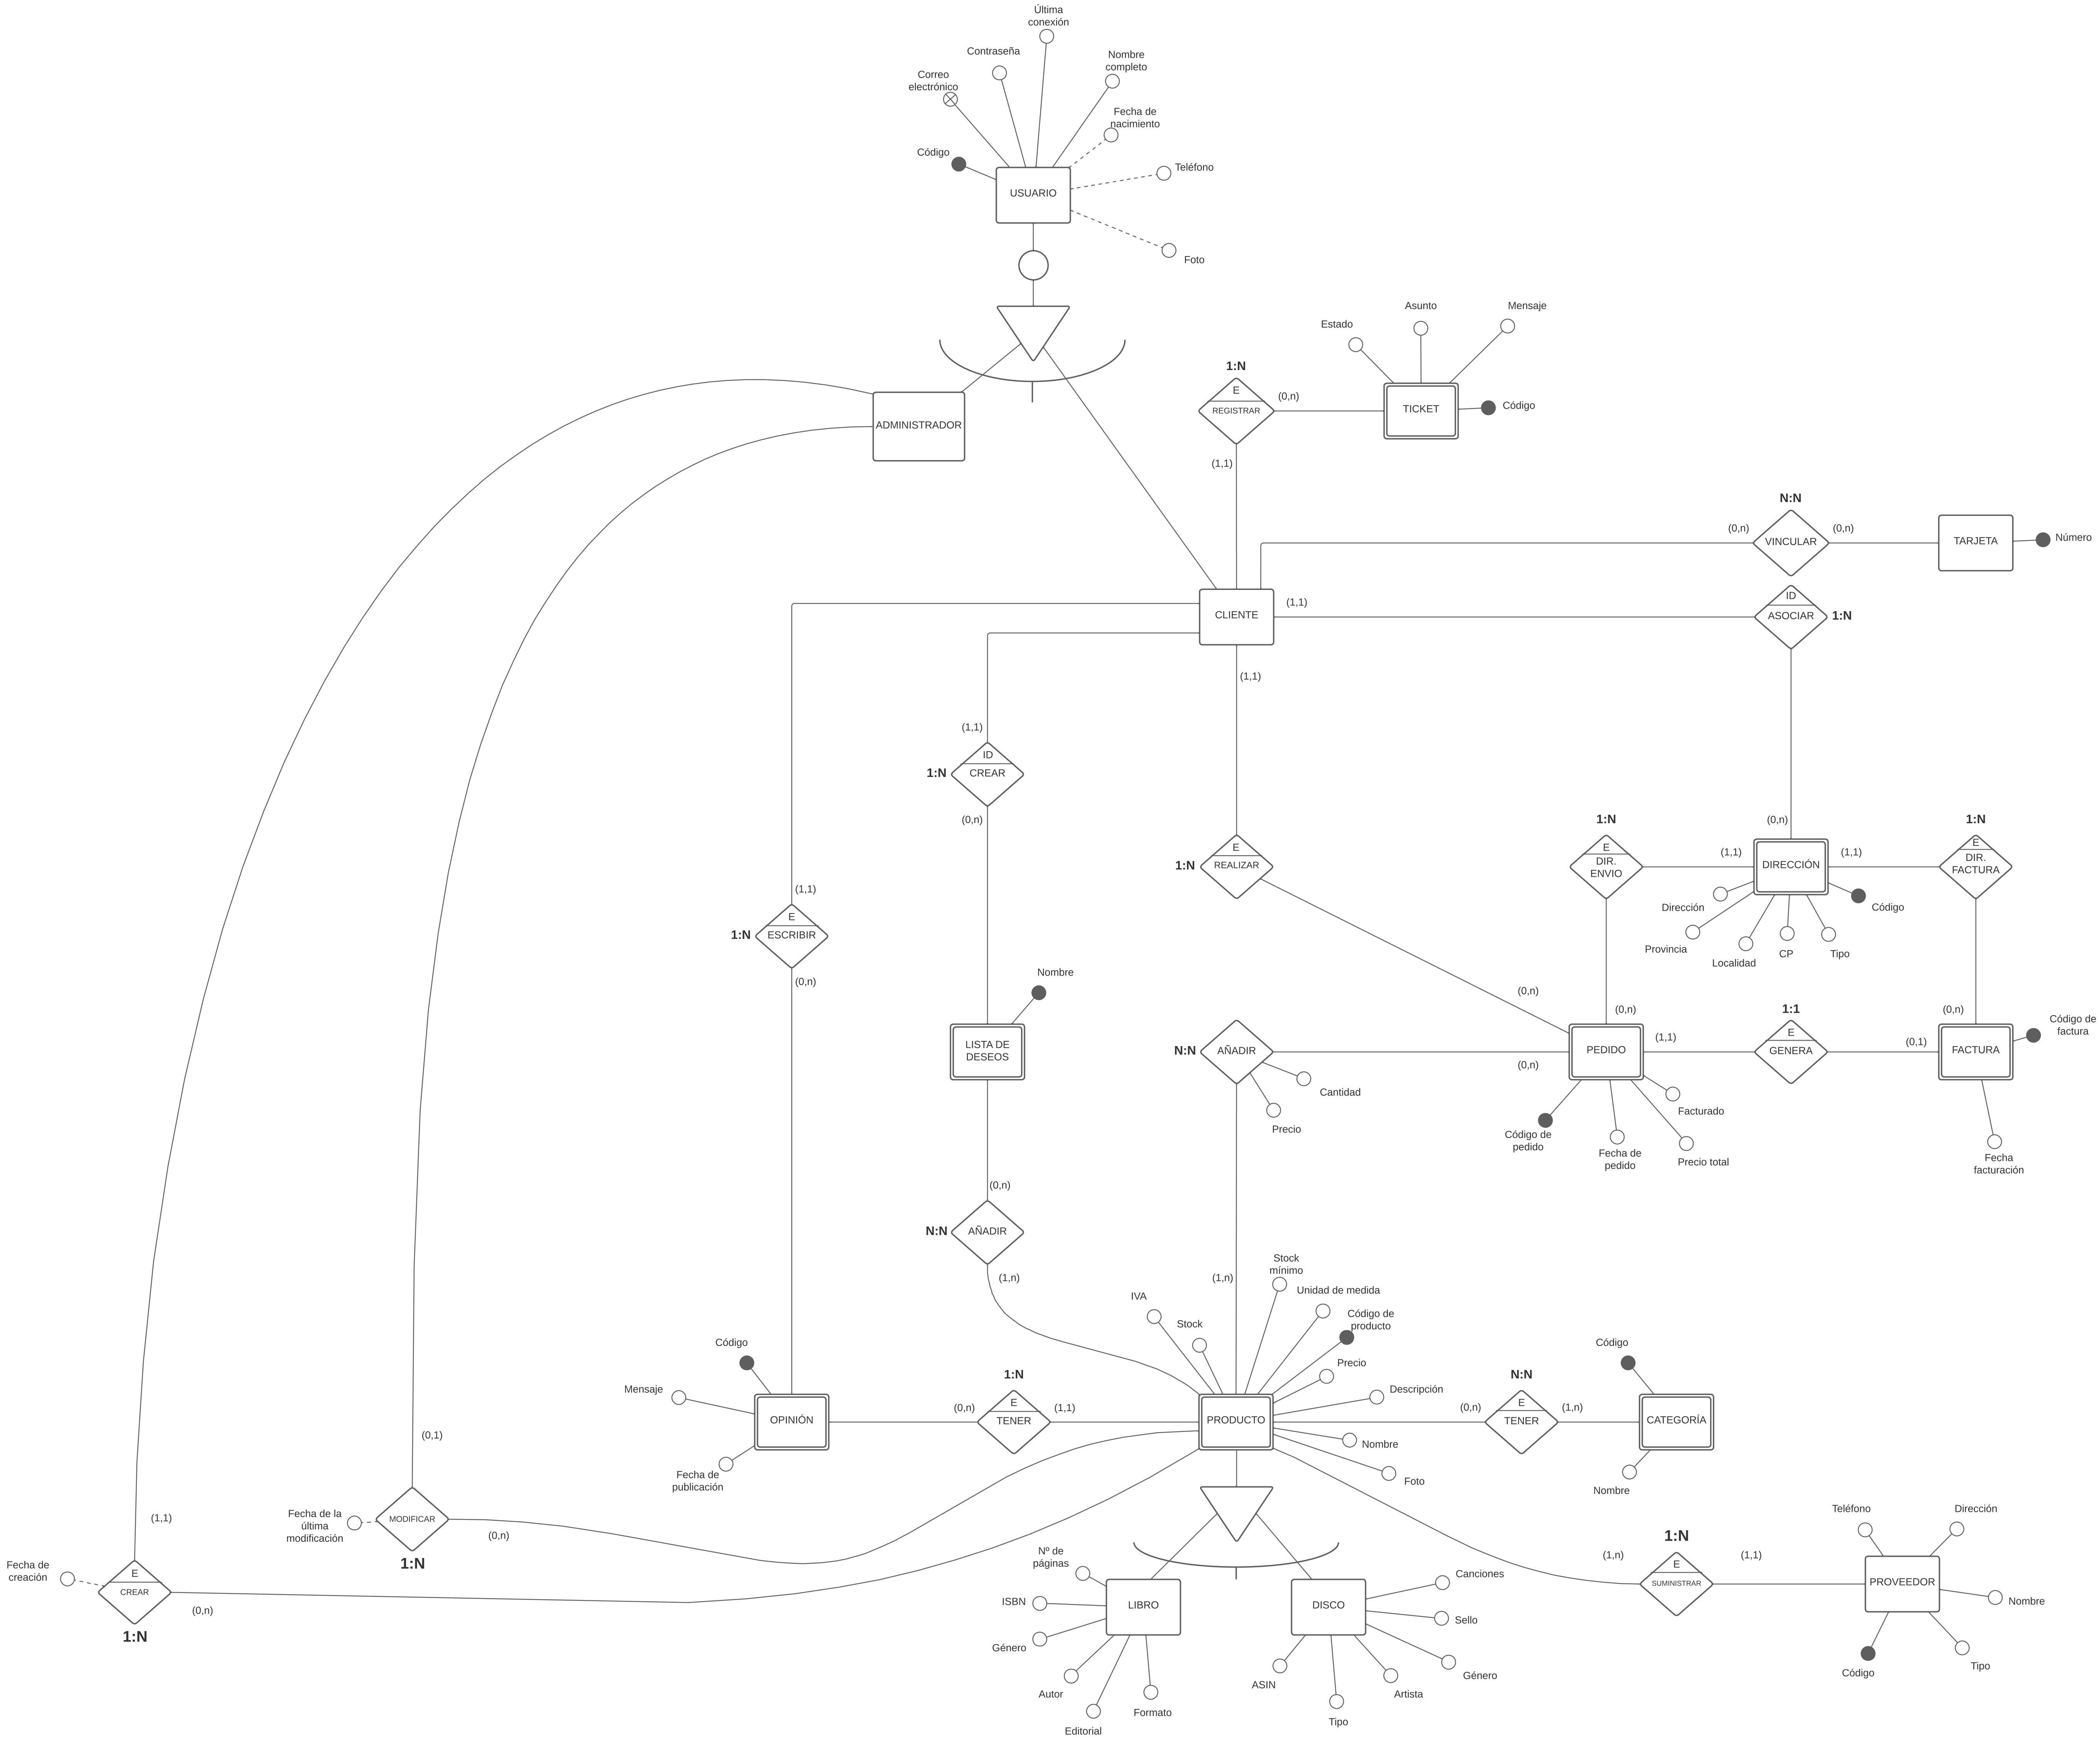 Última
conexión
Contraseña
Nombre
completo
Correo
electrónico
Fecha de
nacimiento
Código
Teléfono
USUARIO
Foto
Asunto
Mensaje
Estado
1:N
E
REGISTRAR
(0,n)
TICKET
Código
ADMINISTRADOR
(1,1)
N:N
(0,n)
VINCULAR
(0,n)
TARJETA
Número
CLIENTE
(1,1)
ID
ASOCIAR
1:N
(1,1)
(1,1)
1:N
ID
CREAR
(0,n)
(0,n)
1:N
E
REALIZAR
1:N
E
DIR.
ENVIO
(1,1)
DIRECCIÓN
(1,1)
1:N
E
DIR.
FACTURA
Dirección
Código
Provincia
Localidad
CP
Tipo
(1,1)
1:N
E
ESCRIBIR
(0,n)
Nombre
(0,n)
(0,n)
1:1
(0,n)
Código de
factura
LISTA DE
DESEOS
N:N
AÑADIR
(0,n)
PEDIDO
(1,1)
E
GENERA
(0,1)
FACTURA
Cantidad
Precio
Facturado
Código de
pedido
Fecha de
pedido
Precio total
Fecha
facturación
(0,n)
N:N
AÑADIR
(1,n)
(1,n)
Stock
mínimo
Unidad de medida
IVA
Stock
Código de
producto
Precio
Descripción
Código
Mensaje
OPINIÓN
Fecha de
publicación
(0,n)
1:N
E
TENER
(1,1)
PRODUCTO
(0,n)
N:N
E
TENER
(1,n)
Código
CATEGORÍA
Nombre
Nombre
Foto
(0,1)
(1,1)
Fecha de la
última
modificación
MODIFICAR
(0,n)
1:N
Fecha de
creación
E
CREAR
(0,n)
1:N
Nº de
páginas
ISBN
LIBRO
Género
Autor
Editorial
Formato
DISCO
Canciones
Sello
Género
ASIN
Artista
Tipo
(1,n)
1:N
E
SUMINISTRAR
(1,1)
Teléfono
Dirección
PROVEEDOR
Nombre
Código
Tipo